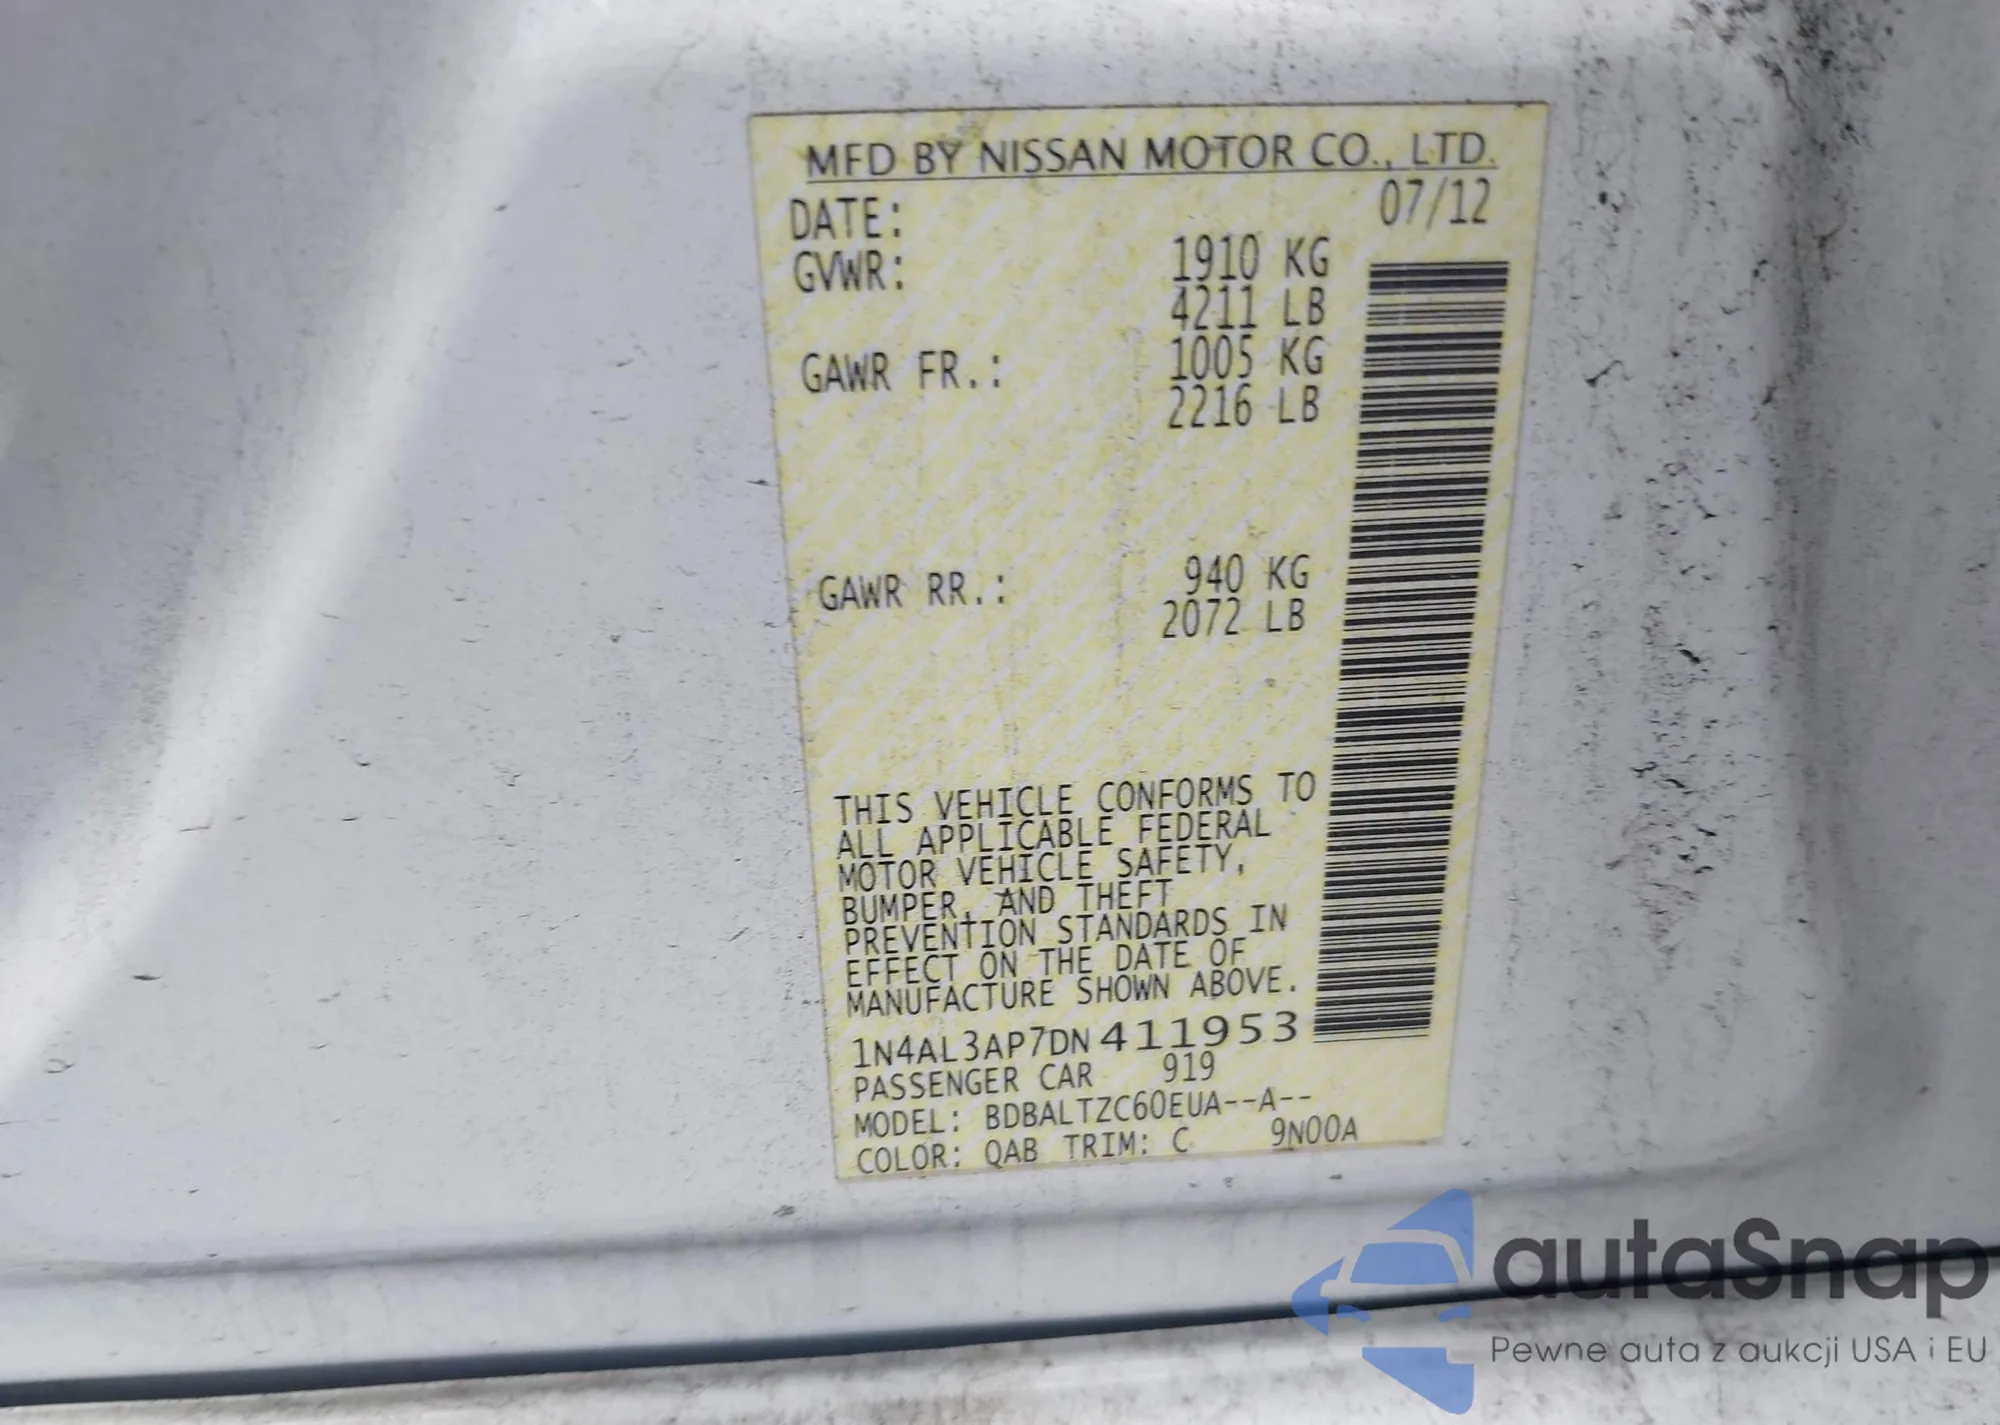 MFD BY NISSAN MOTOR CO., LTD.
DATE: 07/12
GVWR: 1910 KG
4211 LB
GAWR FR.: 1005 KG
2216 LB
GAWR RR.: 940 KG
2072 LB
THIS VEHICLE CONFORMS TO
ALL APPLICABLE FEDERAL
MOTOR VEHICLE SAFETY,
BUMPER, AND THEFT
PREVENTION STANDARDS IN
EFFECT ON THE DATE OF
MANUFACTURE SHOWN ABOVE.
1N4AL3AP7DN411953
PASSENGER CAR 919
MODEL: BDBALTZC60EUA--A--
COLOR: QAB TRIM: C 9N00A
autaSnap
Pewne auta z aukcji USA i EU